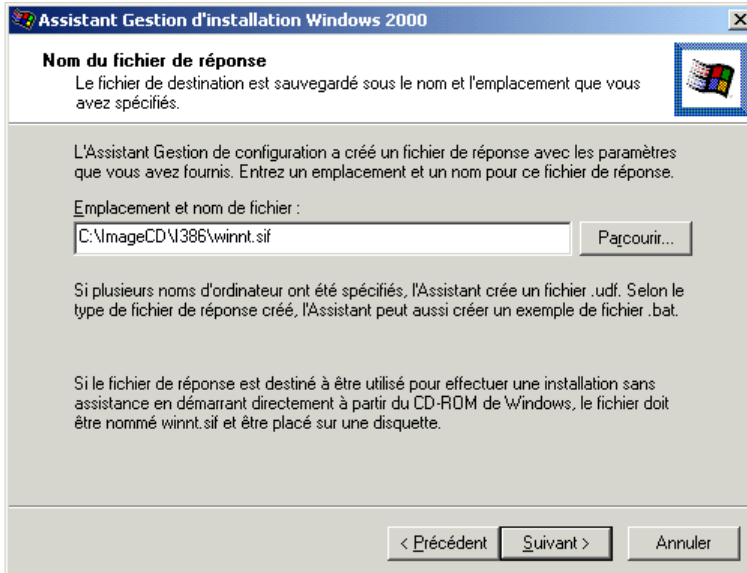 Assistant Gestion d'installation Windows 2000
Nom du fichier de réponse
Le fichier de destination est sauvegardé sous le nom et l'emplacement que vous
avez spécifiés.
L'Assistant Gestion de configuration a créé un fichier de réponse avec les paramètres
que vous avez fournis. Entrez un emplacement et un nom pour ce fichier de réponse.
Emplacement et nom de fichier :
C:\ImageCD\I386\winnt.sif
Parcourir...
Si plusieurs noms d'ordinateur ont été spécifiés, l'Assistant crée un fichier .udf. Selon le
type de fichier de réponse créé, l'Assistant peut aussi créer un exemple de fichier .bat.
Si le fichier de réponse est destiné à être utilisé pour effectuer une installation sans
assistance en démarrant directement à partir du CD-ROM de Windows, le fichier doit
être nommé winnt.sif et être placé sur une disquette.
< Précédent Suivant > Annuler